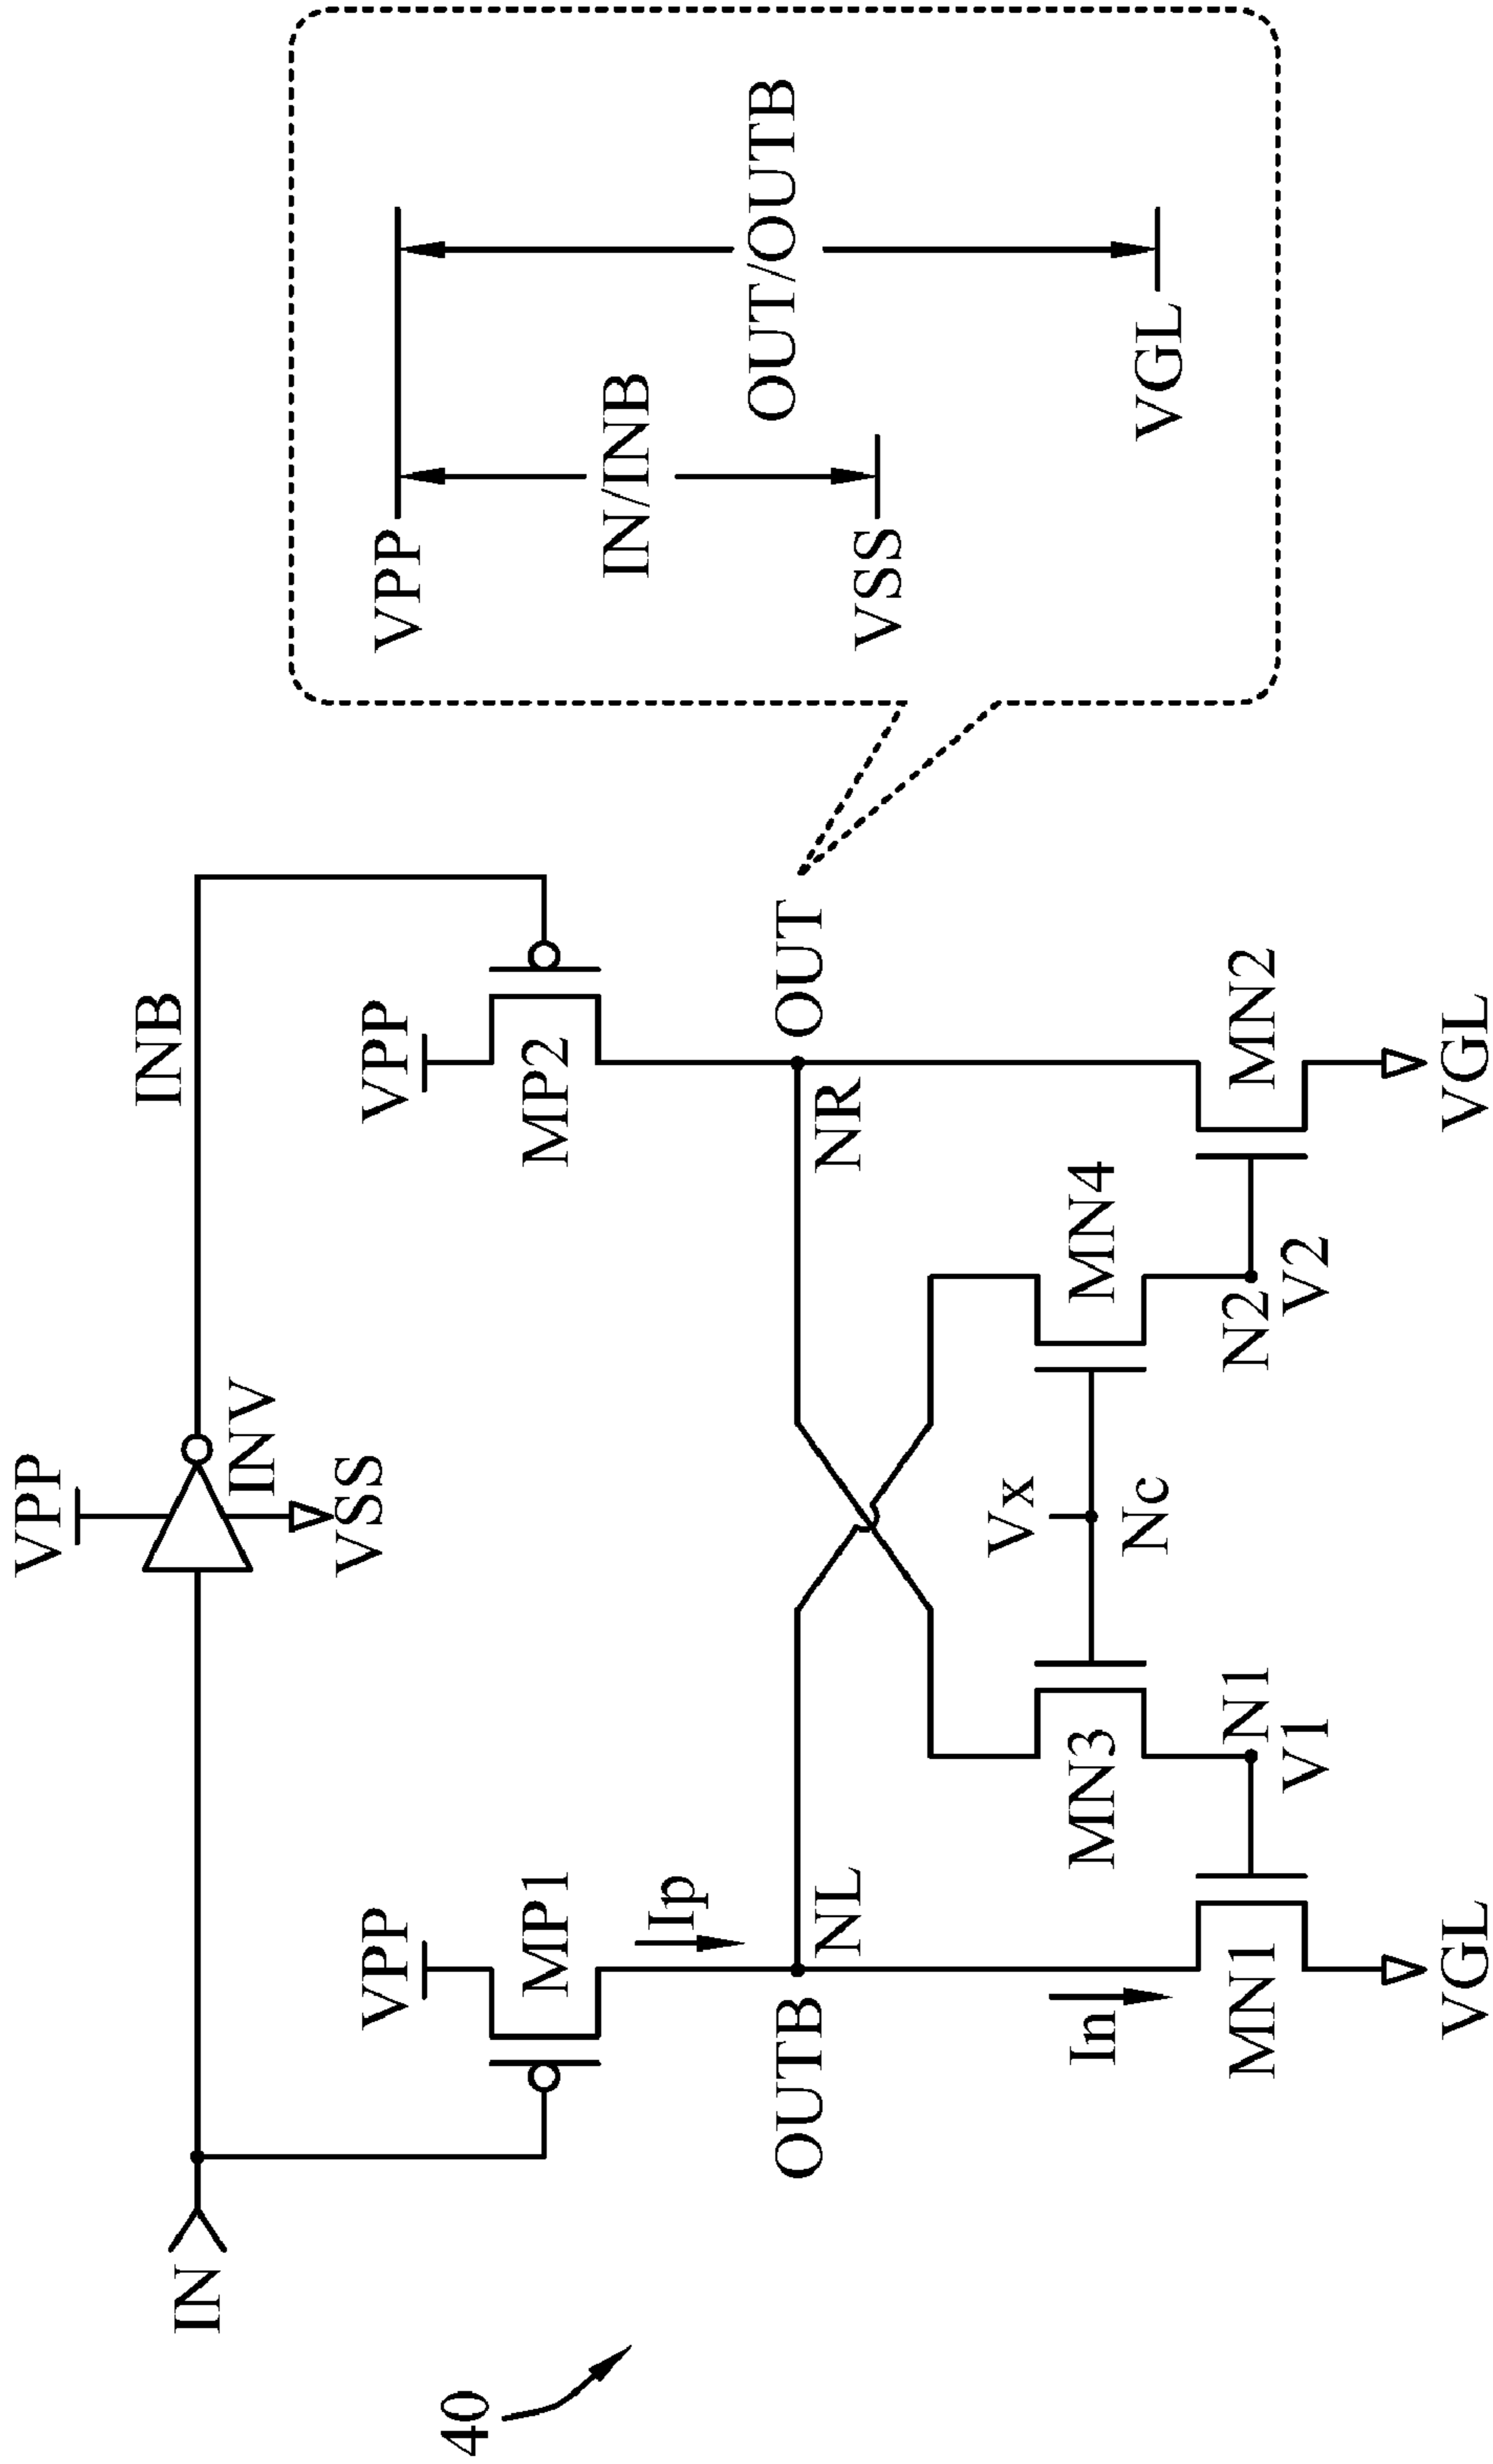 VPP
IN
INV
INB
VSS
VPP
VPP
MP1
MP2
Ip
OUTB
NL
NR
OUT
Vx
Nc
In
MN3
MN4
MN1
N1
V1
N2
V2
MN2
VGL
VGL
40
VPP
IN/INB
OUT/OUTB
VSS
VGL